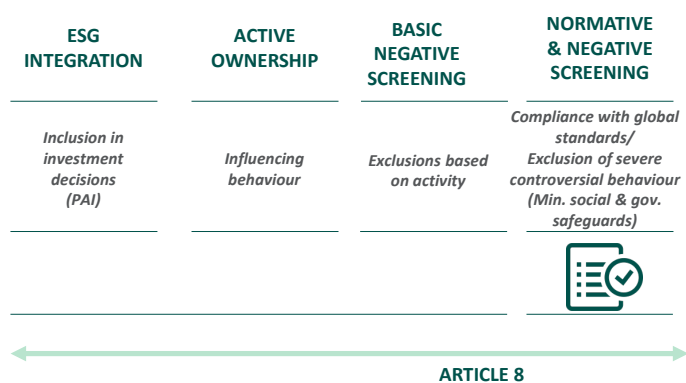 ESG
INTEGRATION
ACTIVE
OWNERSHIP
BASIC
NEGATIVE
SCREENING
NORMATIVE
& NEGATIVE
SCREENING
Inclusion in
investment
decisions
(PAI)
Influencing
behaviour
Exclusions based
on activity
Compliance with global
standards/
Exclusion of severe
controversial behaviour
(Min. social & gov.
safeguards)
ARTICLE 8